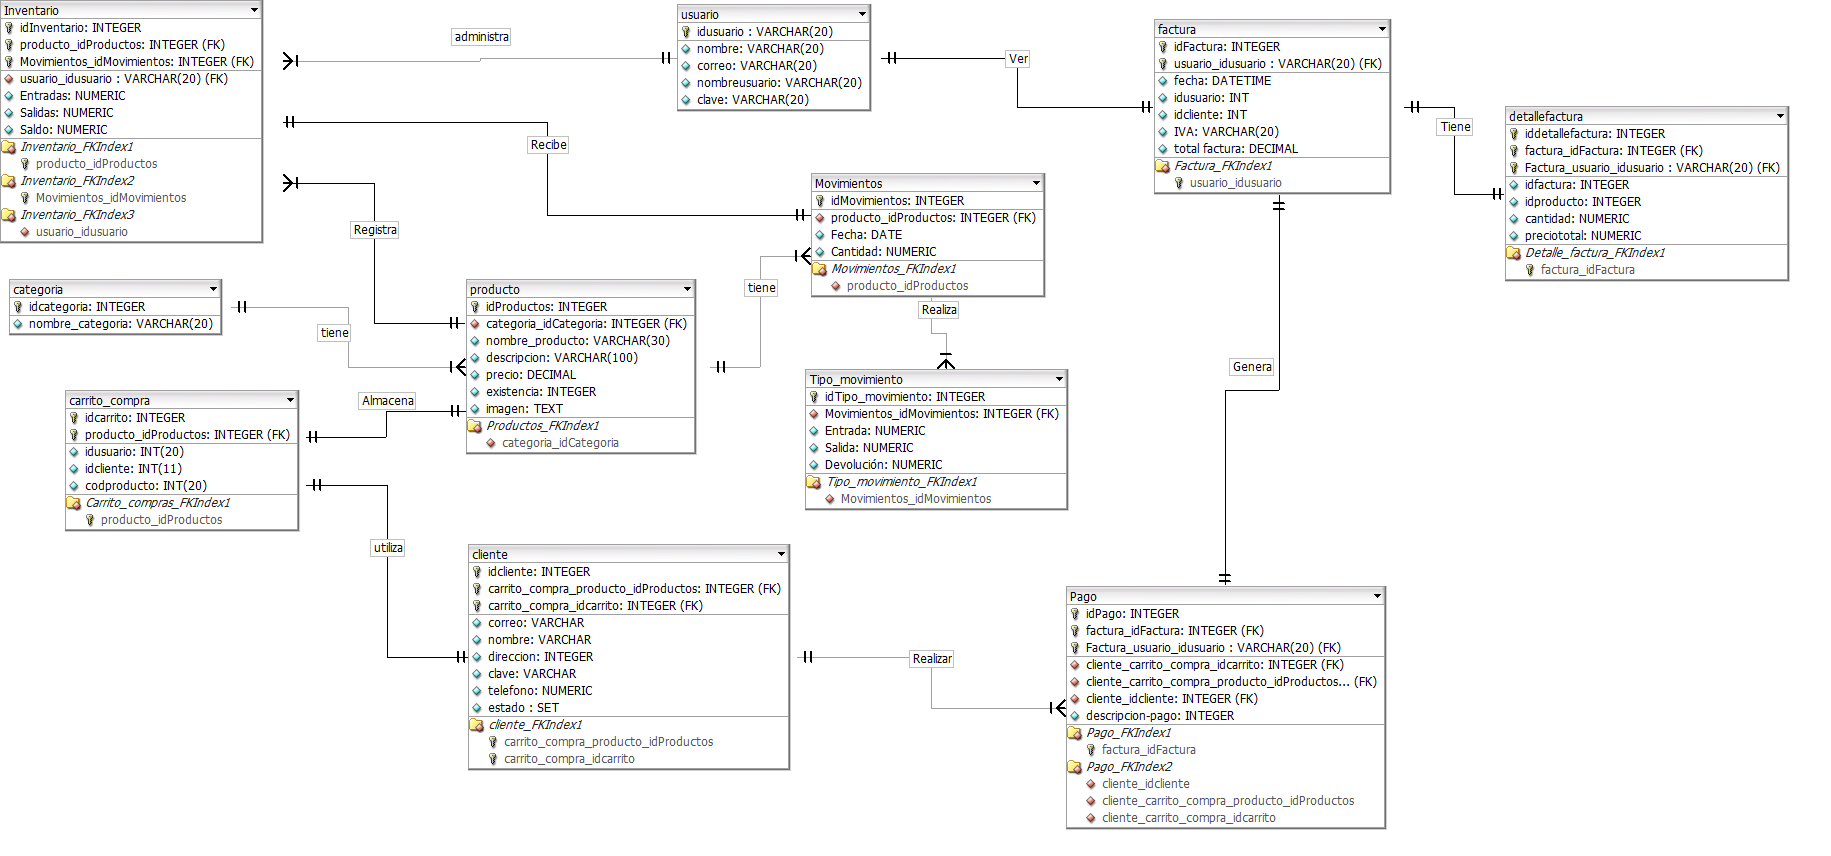 Inventario
idInventario: INTEGER
producto_idProductos: INTEGER (FK)
Movimientos_idMovimientos: INTEGER (FK)
usuario_idusuario : VARCHAR(20) (FK)
Entradas: NUMERIC
Salidas: NUMERIC
Saldo: NUMERIC
Inventario_FKIndex1
producto_idProductos
Inventario_FKIndex2
Movimientos_idMovimientos
Inventario_FKIndex3
usuario_idusuario
administra
usuario
idusuario : VARCHAR(20)
nombre: VARCHAR(20)
correo: VARCHAR(20)
nombreusuario: VARCHAR(20)
clave: VARCHAR(20)
Ver
factura
idFactura: INTEGER
usuario_idusuario : VARCHAR(20) (FK)
fecha: DATETIME
idusuario: INT
idcliente: INT
IVA: VARCHAR(20)
total factura: DECIMAL
Factura_FKIndex1
usuario_idusuario
Tiene
detallefactura
iddetallefactura: INTEGER
factura_idFactura: INTEGER (FK)
Factura_usuario_idusuario : VARCHAR(20) (FK)
idfactura: INTEGER
idproducto: INTEGER
cantidad: NUMERIC
preciototal: NUMERIC
Detalle_factura_FKIndex1
factura_idFactura
Recibe
Registra
Movimientos
idMovimientos: INTEGER
producto_idProductos: INTEGER (FK)
Fecha: DATE
Cantidad: NUMERIC
Movimientos_FKIndex1
producto_idProductos
categoria
idcategoria: INTEGER
nombre_categoria: VARCHAR(20)
tiene
producto
idProductos: INTEGER
categoria_idCategoria: INTEGER (FK)
nombre_producto: VARCHAR(30)
descripcion: VARCHAR(100)
precio: DECIMAL
existencia: INTEGER
imagen: TEXT
Productos_FKIndex1
categoria_idCategoria
tiene
Realiza
Tipo_movimiento
idTipo_movimiento: INTEGER
Movimientos_idMovimientos: INTEGER (FK)
Entrada: NUMERIC
Salida: NUMERIC
Devolución: NUMERIC
Tipo_movimiento_FKIndex1
Movimientos_idMovimientos
Genera
carrito_compra
idcarrito: INTEGER
producto_idProductos: INTEGER (FK)
idusuario: INT(20)
idcliente: INT(11)
codproducto: INT(20)
Carrito_compras_FKIndex1
producto_idProductos
Almacena
utiliza
cliente
idcliente: INTEGER
carrito_compra_producto_idProductos: INTEGER (FK)
carrito_compra_idcarrito: INTEGER (FK)
correo: VARCHAR
nombre: VARCHAR
direccion: INTEGER
clave: VARCHAR
telefono: NUMERIC
estado : SET
cliente_FKIndex1
carrito_compra_producto_idProductos
carrito_compra_idcarrito
Realizar
Pago
idPago: INTEGER
factura_idFactura: INTEGER (FK)
Factura_usuario_idusuario : VARCHAR(20) (FK)
cliente_carrito_compra_idcarrito: INTEGER (FK)
cliente_carrito_compra_producto_idProductos... (FK)
cliente_idcliente: INTEGER (FK)
descripcion-pago: INTEGER
Pago_FKIndex1
factura_idFactura
Pago_FKIndex2
cliente_idcliente
cliente_carrito_compra_producto_idProductos
cliente_carrito_compra_idcarrito